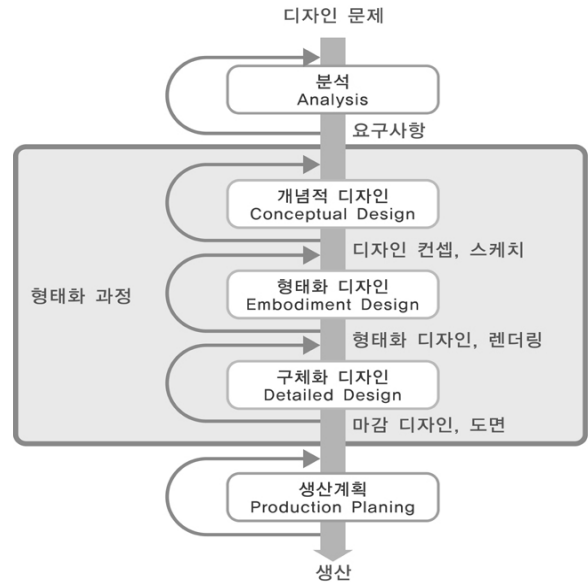 디자인 문제
분석
Analysis
요구사항
개념적 디자인
Conceptual Design
디자인 컨셉, 스케치
형태화 과정
형태화 디자인
Embodiment Design
형태화 디자인, 렌더링
구체화 디자인
Detailed Design
마감 디자인, 도면
생산계획
Production Planing
생산